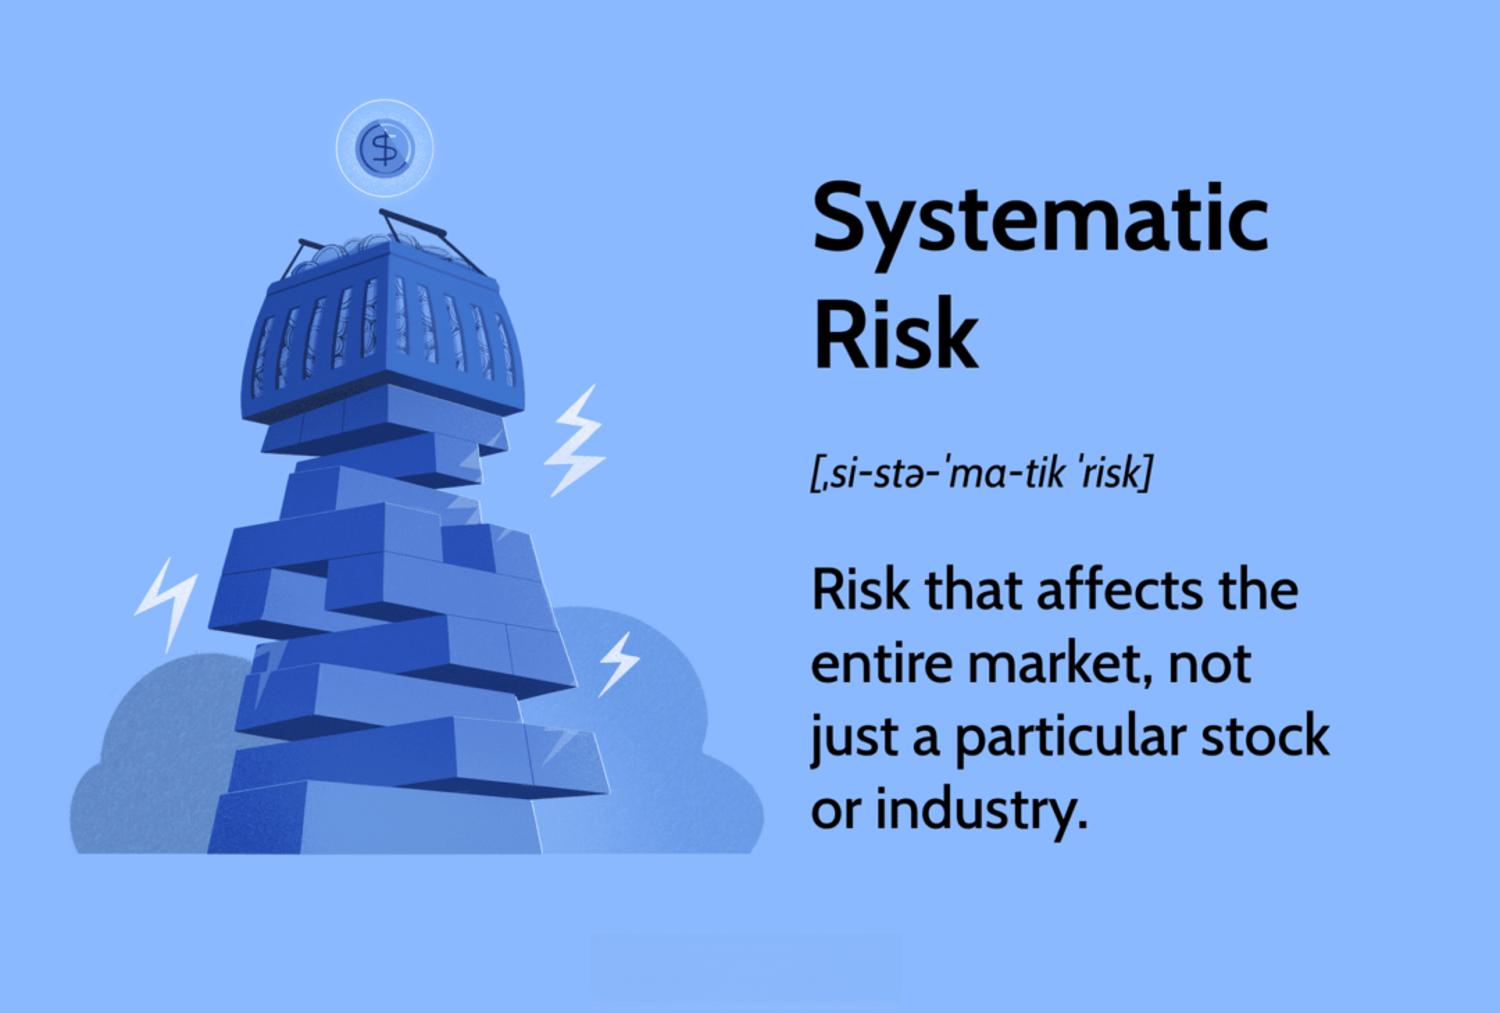 $
Systematic
Risk
[ˌsi-stə-ˈma-tik ˈrisk]
Risk that affects the
entire market, not
just a particular stock
or industry.